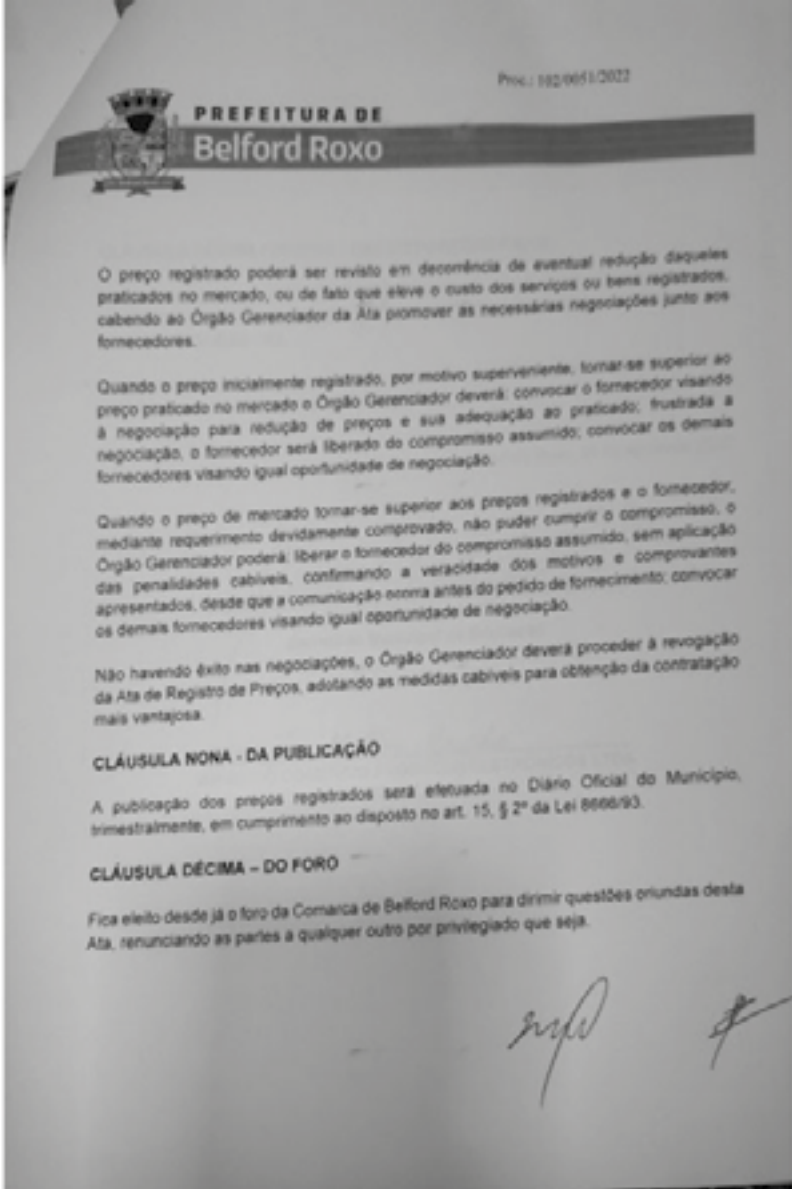 Proc.: 102/0051/2022
PREFEITURA DE
Belford Roxo
O preço registrado poderá ser revisto em decorrência de eventual redução daqueles
praticados no mercado, ou de fato que eleve o custo dos serviços ou bens registrados,
cabendo ao Órgão Gerenciador da Ata promover as necessárias negociações junto aos
fornecedores.
Quando o preço inicialmente registrado, por motivo superveniente, tornar-se superior ao
preço praticado no mercado o Órgão Gerenciador deverá: convocar o fornecedor visando
à negociação para redução de preços e sua adequação ao praticado; frustrada a
negociação, o fornecedor será liberado do compromisso assumido; convocar os demais
fornecedores visando igual oportunidade de negociação.
Quando o preço de mercado tornar-se superior aos preços registrados e o fornecedor,
mediante requerimento devidamente comprovado, não puder cumprir o compromisso, o
Órgão Gerenciador poderá: liberar o fornecedor do compromisso assumido, sem aplicação
das penalidades cabíveis, confirmando a veracidade dos motivos e comprovantes
apresentados, desde que a comunicação ocorra antes do pedido de fornecimento; convocar
os demais fornecedores visando igual oportunidade de negociação.
Não havendo êxito nas negociações, o Órgão Gerenciador deverá proceder à revogação
da Ata de Registro de Preços, adotando as medidas cabíveis para obtenção da contratação
mais vantajosa.
CLÁUSULA NONA - DA PUBLICAÇÃO
A publicação dos preços registrados será efetuada no Diário Oficial do Município,
trimestralmente, em cumprimento ao disposto no art. 15, § 2º da Lei 8666/93.
CLÁUSULA DÉCIMA – DO FORO
Fica eleito desde já o foro da Comarca de Belford Roxo para dirimir questões oriundas desta
Ata, renunciando as partes a qualquer outro por privilegiado que seja.